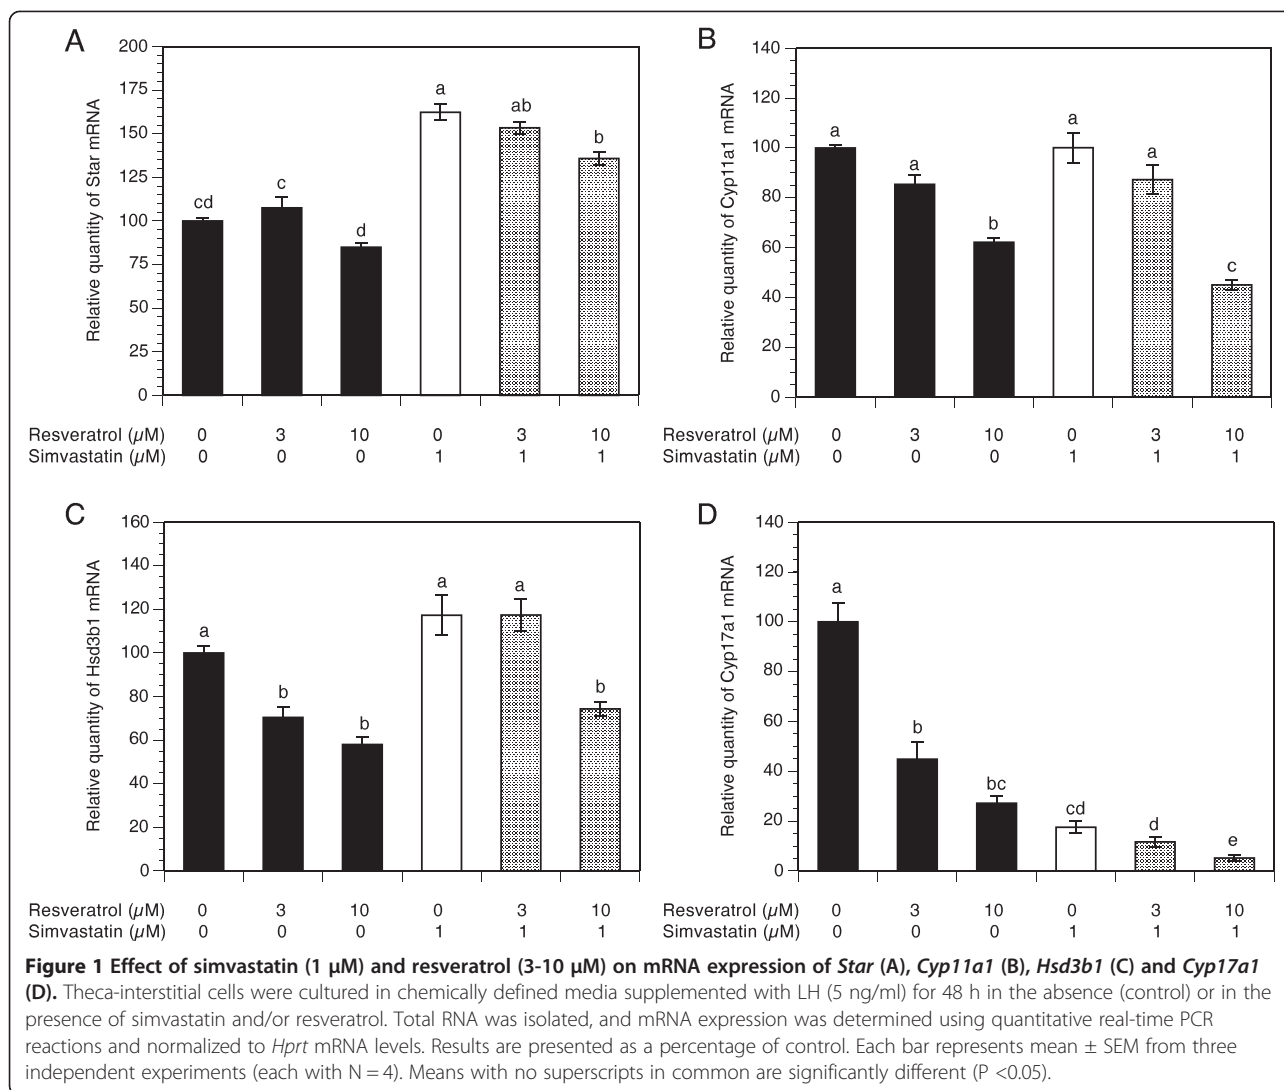 A
B
200
175
150
125
100
75
50
25
0
Relative quantity of Star mRNA
cd
c
d
a
ab
b
140
120
100
80
60
40
20
0
Relative quantity of Cyp11a1 mRNA
a
a
b
a
a
c
Resveratrol (µM) 0 3 10 0 3 10
Simvastatin (µM) 0 0 0 1 1 1
Resveratrol (µM) 0 3 10 0 3 10
Simvastatin (µM) 0 0 0 1 1 1
C
D
160
140
120
100
80
60
40
20
0
Relative quantity of Hsd3b1 mRNA
a
b
b
a
a
b
140
120
100
80
60
40
20
0
Relative quantity of Cyp17a1 mRNA
a
b
bc
cd
d
e
Resveratrol (µM) 0 3 10 0 3 10
Simvastatin (µM) 0 0 0 1 1 1
Resveratrol (µM) 0 3 10 0 3 10
Simvastatin (µM) 0 0 0 1 1 1
Figure 1 Effect of simvastatin (1 µM) and resveratrol (3-10 µM) on mRNA expression of Star (A), Cyp11a1 (B), Hsd3b1 (C) and Cyp17a1
(D). Theca-interstitial cells were cultured in chemically defined media supplemented with LH (5 ng/ml) for 48 h in the absence (control) or in the
presence of simvastatin and/or resveratrol. Total RNA was isolated, and mRNA expression was determined using quantitative real-time PCR
reactions and normalized to Hprt mRNA levels. Results are presented as a percentage of control. Each bar represents mean ± SEM from three
independent experiments (each with N = 4). Means with no superscripts in common are significantly different (P <0.05).